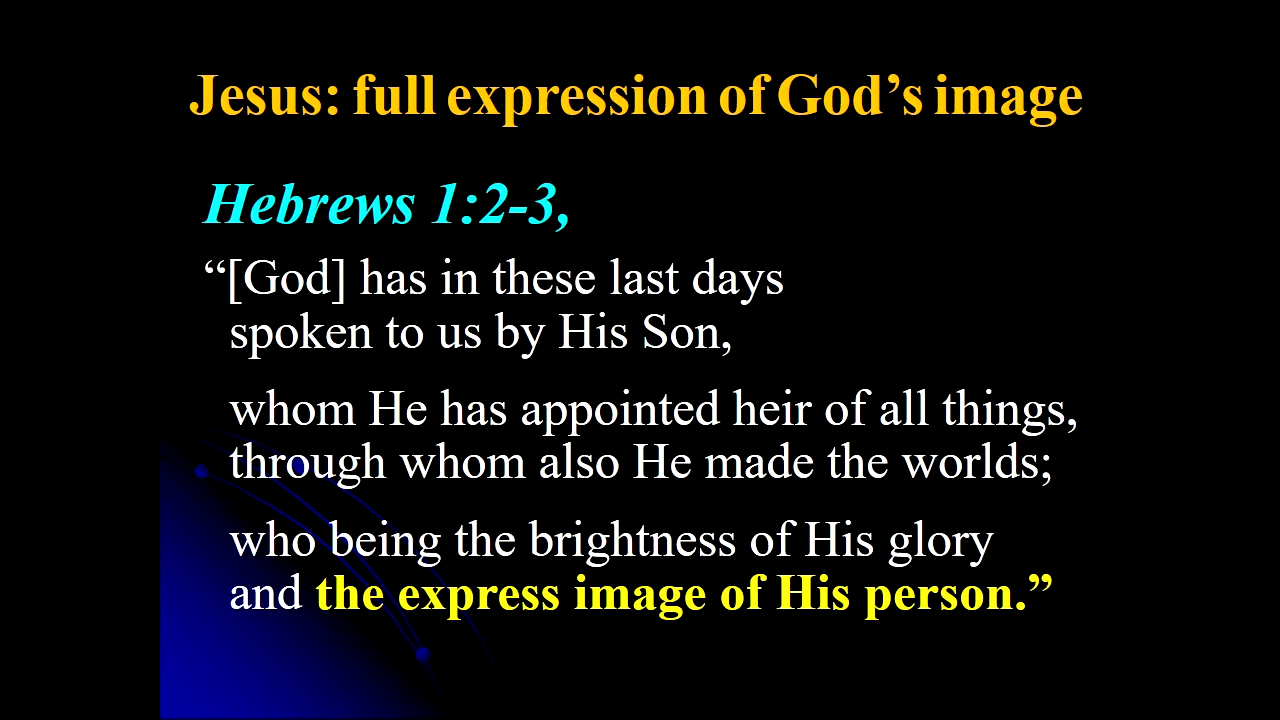 Jesus: full expression of God’s image
Hebrews 1:2-3,
“[God] has in these last days
spoken to us by His Son,
whom He has appointed heir of all things,
through whom also He made the worlds;
who being the brightness of His glory
and the express image of His person.”